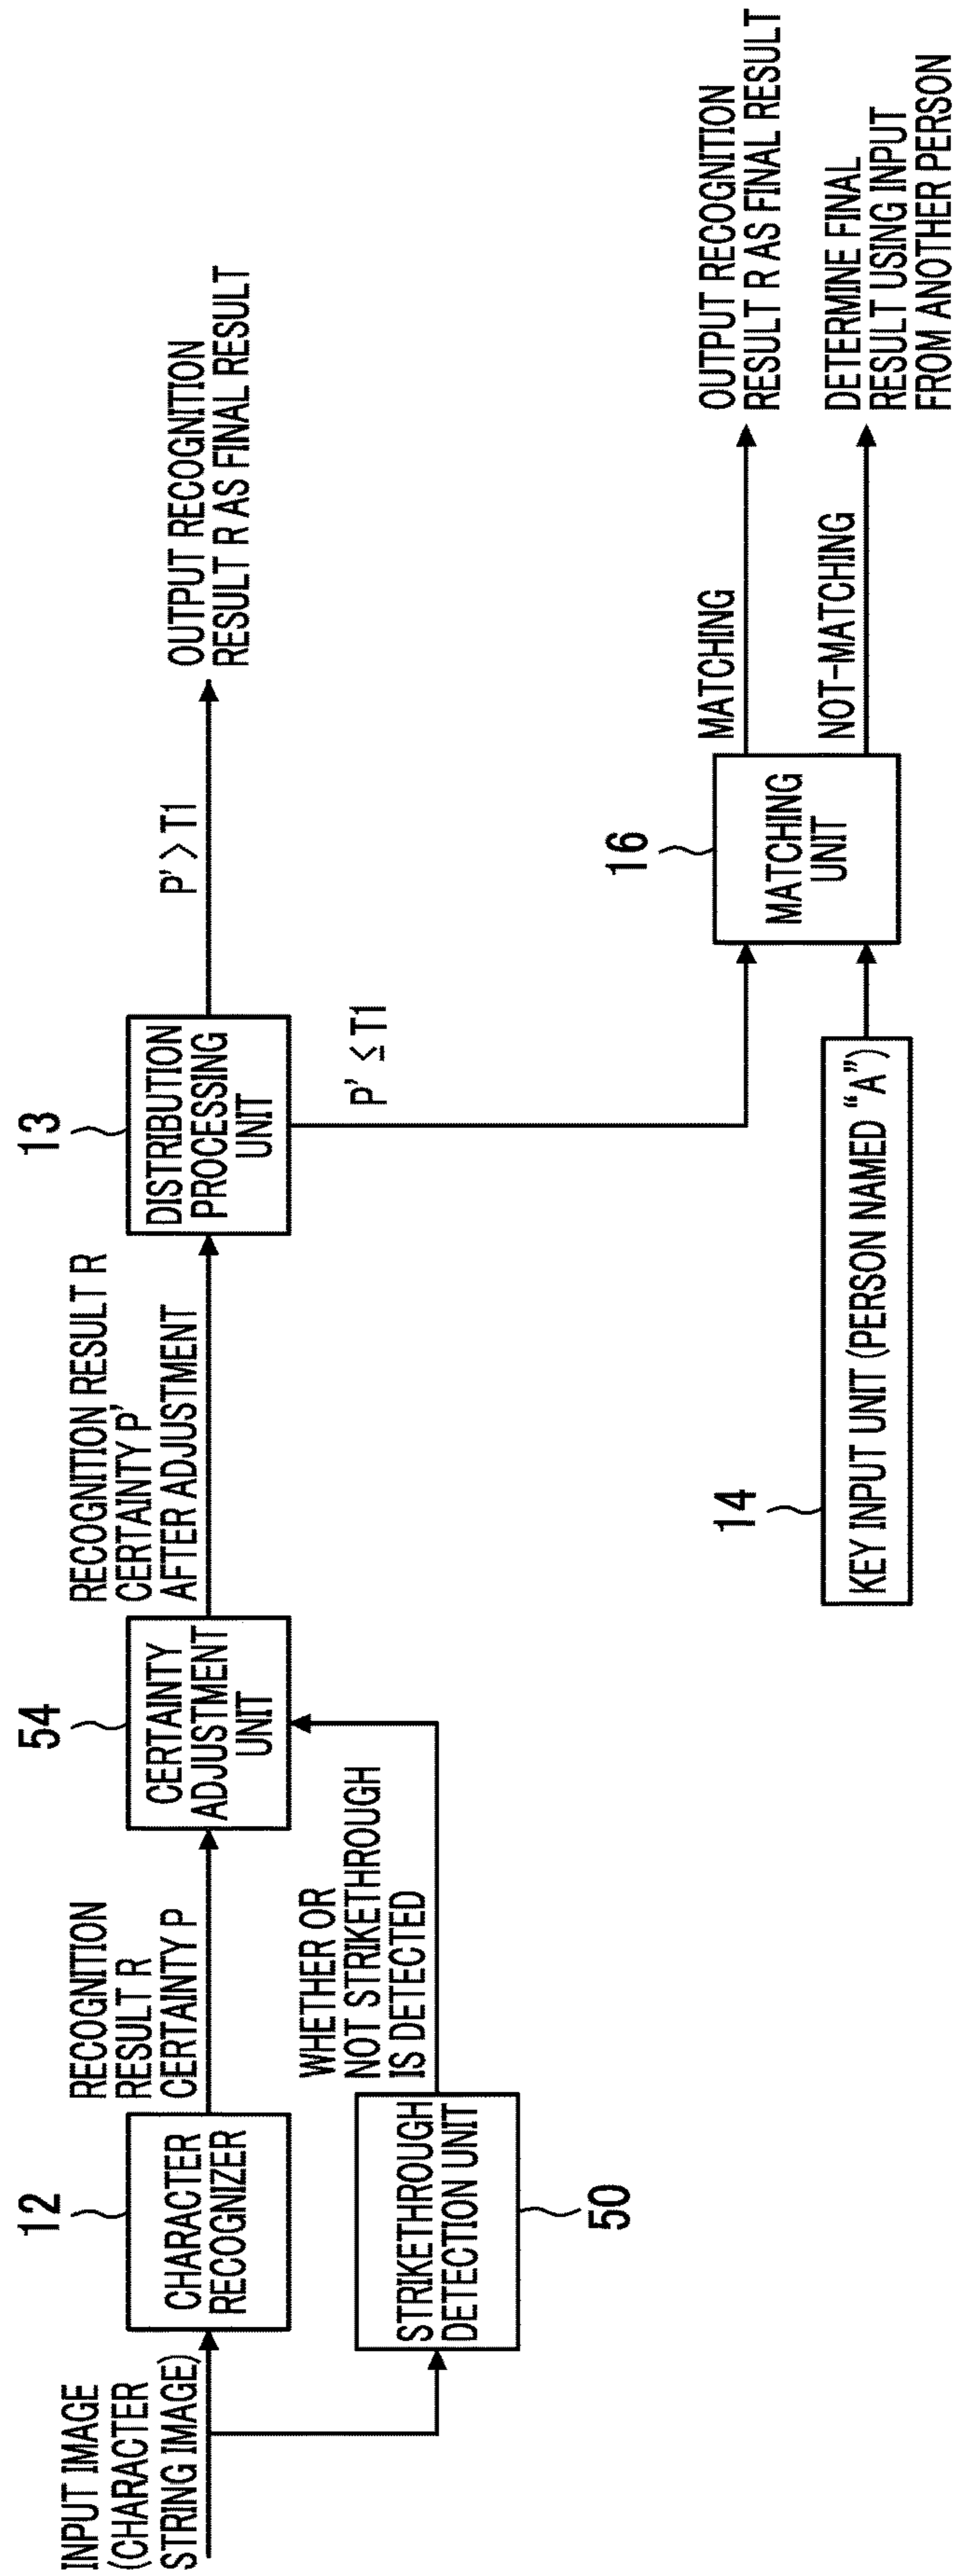 INPUT IMAGE
(CHARACTER
STRING IMAGE)
12
CHARACTER
RECOGNIZER
RECOGNITION
RESULT R
CERTAINTY P
STRIKETHROUGH
DETECTION UNIT
50
WHETHER OR
NOT STRIKETHROUGH
IS DETECTED
54
CERTAINTY
ADJUSTMENT
UNIT
RECOGNITION RESULT R
CERTAINTY P'
AFTER ADJUSTMENT
13
DISTRIBUTION
PROCESSING
UNIT
P' > T1
OUTPUT RECOGNITION
RESULT R AS FINAL RESULT
P' ≤ T1
14
KEY INPUT UNIT (PERSON NAMED “A”)
16
MATCHING
UNIT
MATCHING
OUTPUT RECOGNITION
RESULT R AS FINAL RESULT
NOT-MATCHING
DETERMINE FINAL
RESULT USING INPUT
FROM ANOTHER PERSON